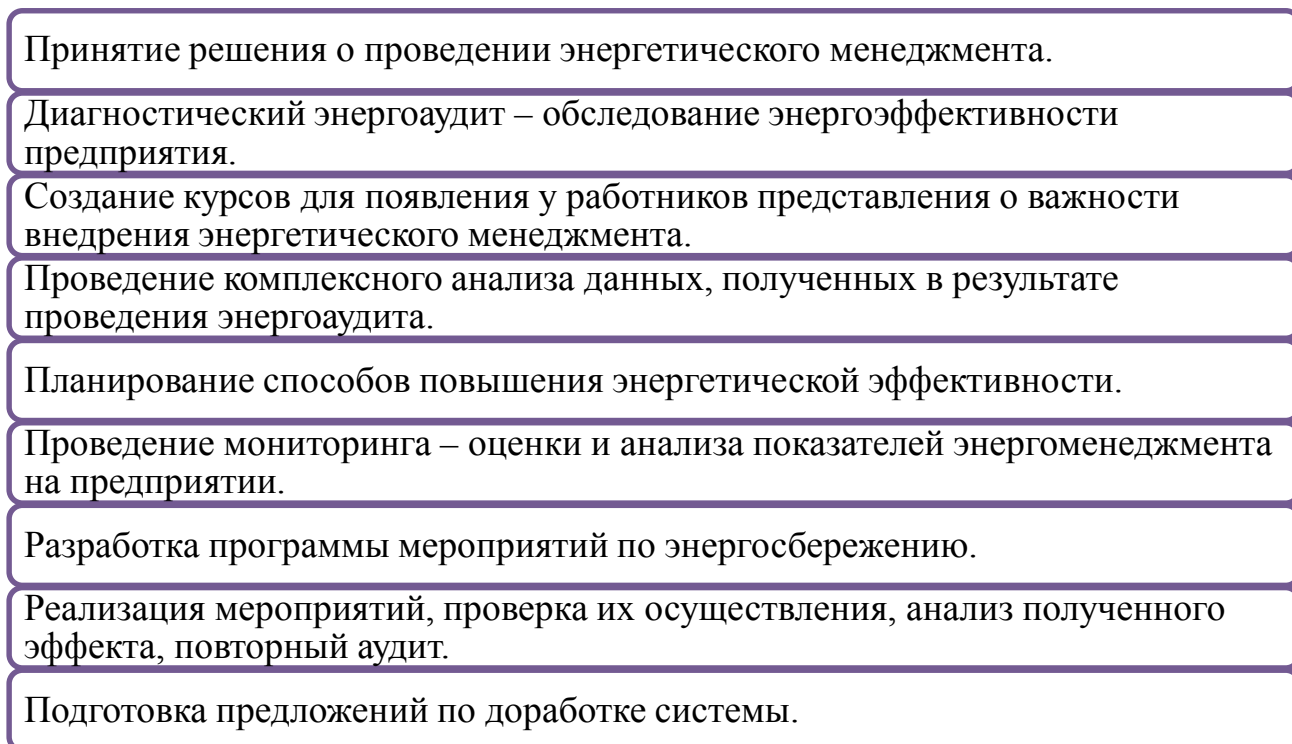 Принятие решения о проведении энергетического менеджмента.
Диагностический энергоаудит – обследование энергоэффективности
предприятия.
Создание курсов для появления у работников представления о важности
внедрения энергетического менеджмента.
Проведение комплексного анализа данных, полученных в результате
проведения энергоаудита.
Планирование способов повышения энергетической эффективности.
Проведение мониторинга – оценки и анализа показателей энергоменеджмента
на предприятии.
Разработка программы мероприятий по энергосбережению.
Реализация мероприятий, проверка их осуществления, анализ полученного
эффекта, повторный аудит.
Подготовка предложений по доработке системы.